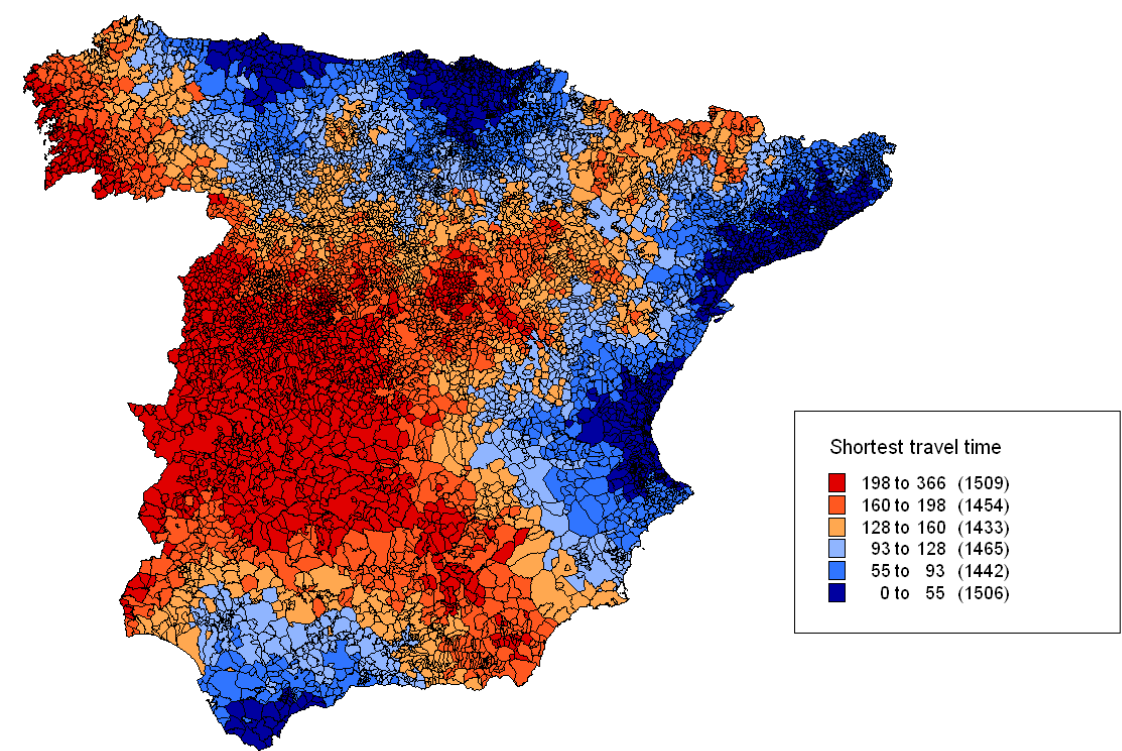 Shortest travel time
198 to 366 (1509)
160 to 198 (1454)
128 to 160 (1433)
93 to 128 (1465)
55 to 93 (1442)
0 to 55 (1506)